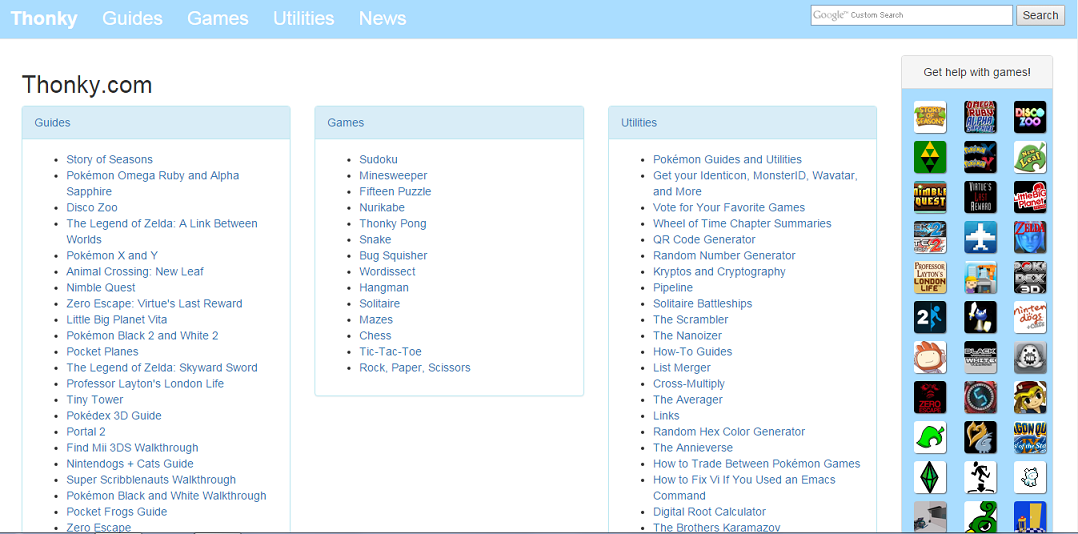 Thonky Guides Games Utilities News
Google™ Custom Search
Search
Thonky.com
Guides
Story of Seasons
Pokémon Omega Ruby and Alpha
Sapphire
Disco Zoo
The Legend of Zelda: A Link Between
Worlds
Pokémon X and Y
Animal Crossing: New Leaf
Nimble Quest
Zero Escape: Virtue's Last Reward
Little Big Planet Vita
Pokémon Black 2 and White 2
Pocket Planes
The Legend of Zelda: Skyward Sword
Professor Layton's London Life
Tiny Tower
Pokédex 3D Guide
Portal 2
Find Mii 3DS Walkthrough
Nintendogs + Cats Guide
Super Scribblenauts Walkthrough
Pokémon Black and White Walkthrough
Pocket Frogs Guide
Zero Escape
Games
Sudoku
Minesweeper
Fifteen Puzzle
Nurikabe
Thonky Pong
Snake
Bug Squisher
Wordissect
Hangman
Solitaire
Mazes
Chess
Tic-Tac-Toe
Rock, Paper, Scissors
Utilities
Pokémon Guides and Utilities
Get your Identicon, MonsterID, Wavatar,
and More
Vote for Your Favorite Games
Wheel of Time Chapter Summaries
QR Code Generator
Random Number Generator
Kryptos and Cryptography
Pipeline
Solitaire Battleships
The Scrambler
The Nanoizer
How-To Guides
List Merger
Cross-Multiply
The Averager
Links
Random Hex Color Generator
The Annieverse
How to Trade Between Pokémon Games
How to Fix Vi If You Used an Emacs
Command
Digital Root Calculator
The Brothers Karamazov
Get help with games!
STORY OF SEASONS
OMEGA RUBY ALPHA SAPPHIRE
DISCO ZOO
Pokémon X Pokémon Y
New Leaf
NIMBLE QUEST
VIRTUE'S LAST REWARD
LittleBIG Planet
ZELDA
PROFESSOR LAYTON'S LONDON LIFE
POKÉ DEX 3D
2
nintendogs + cats
BLACK WHITE
ZERO ESCAPE